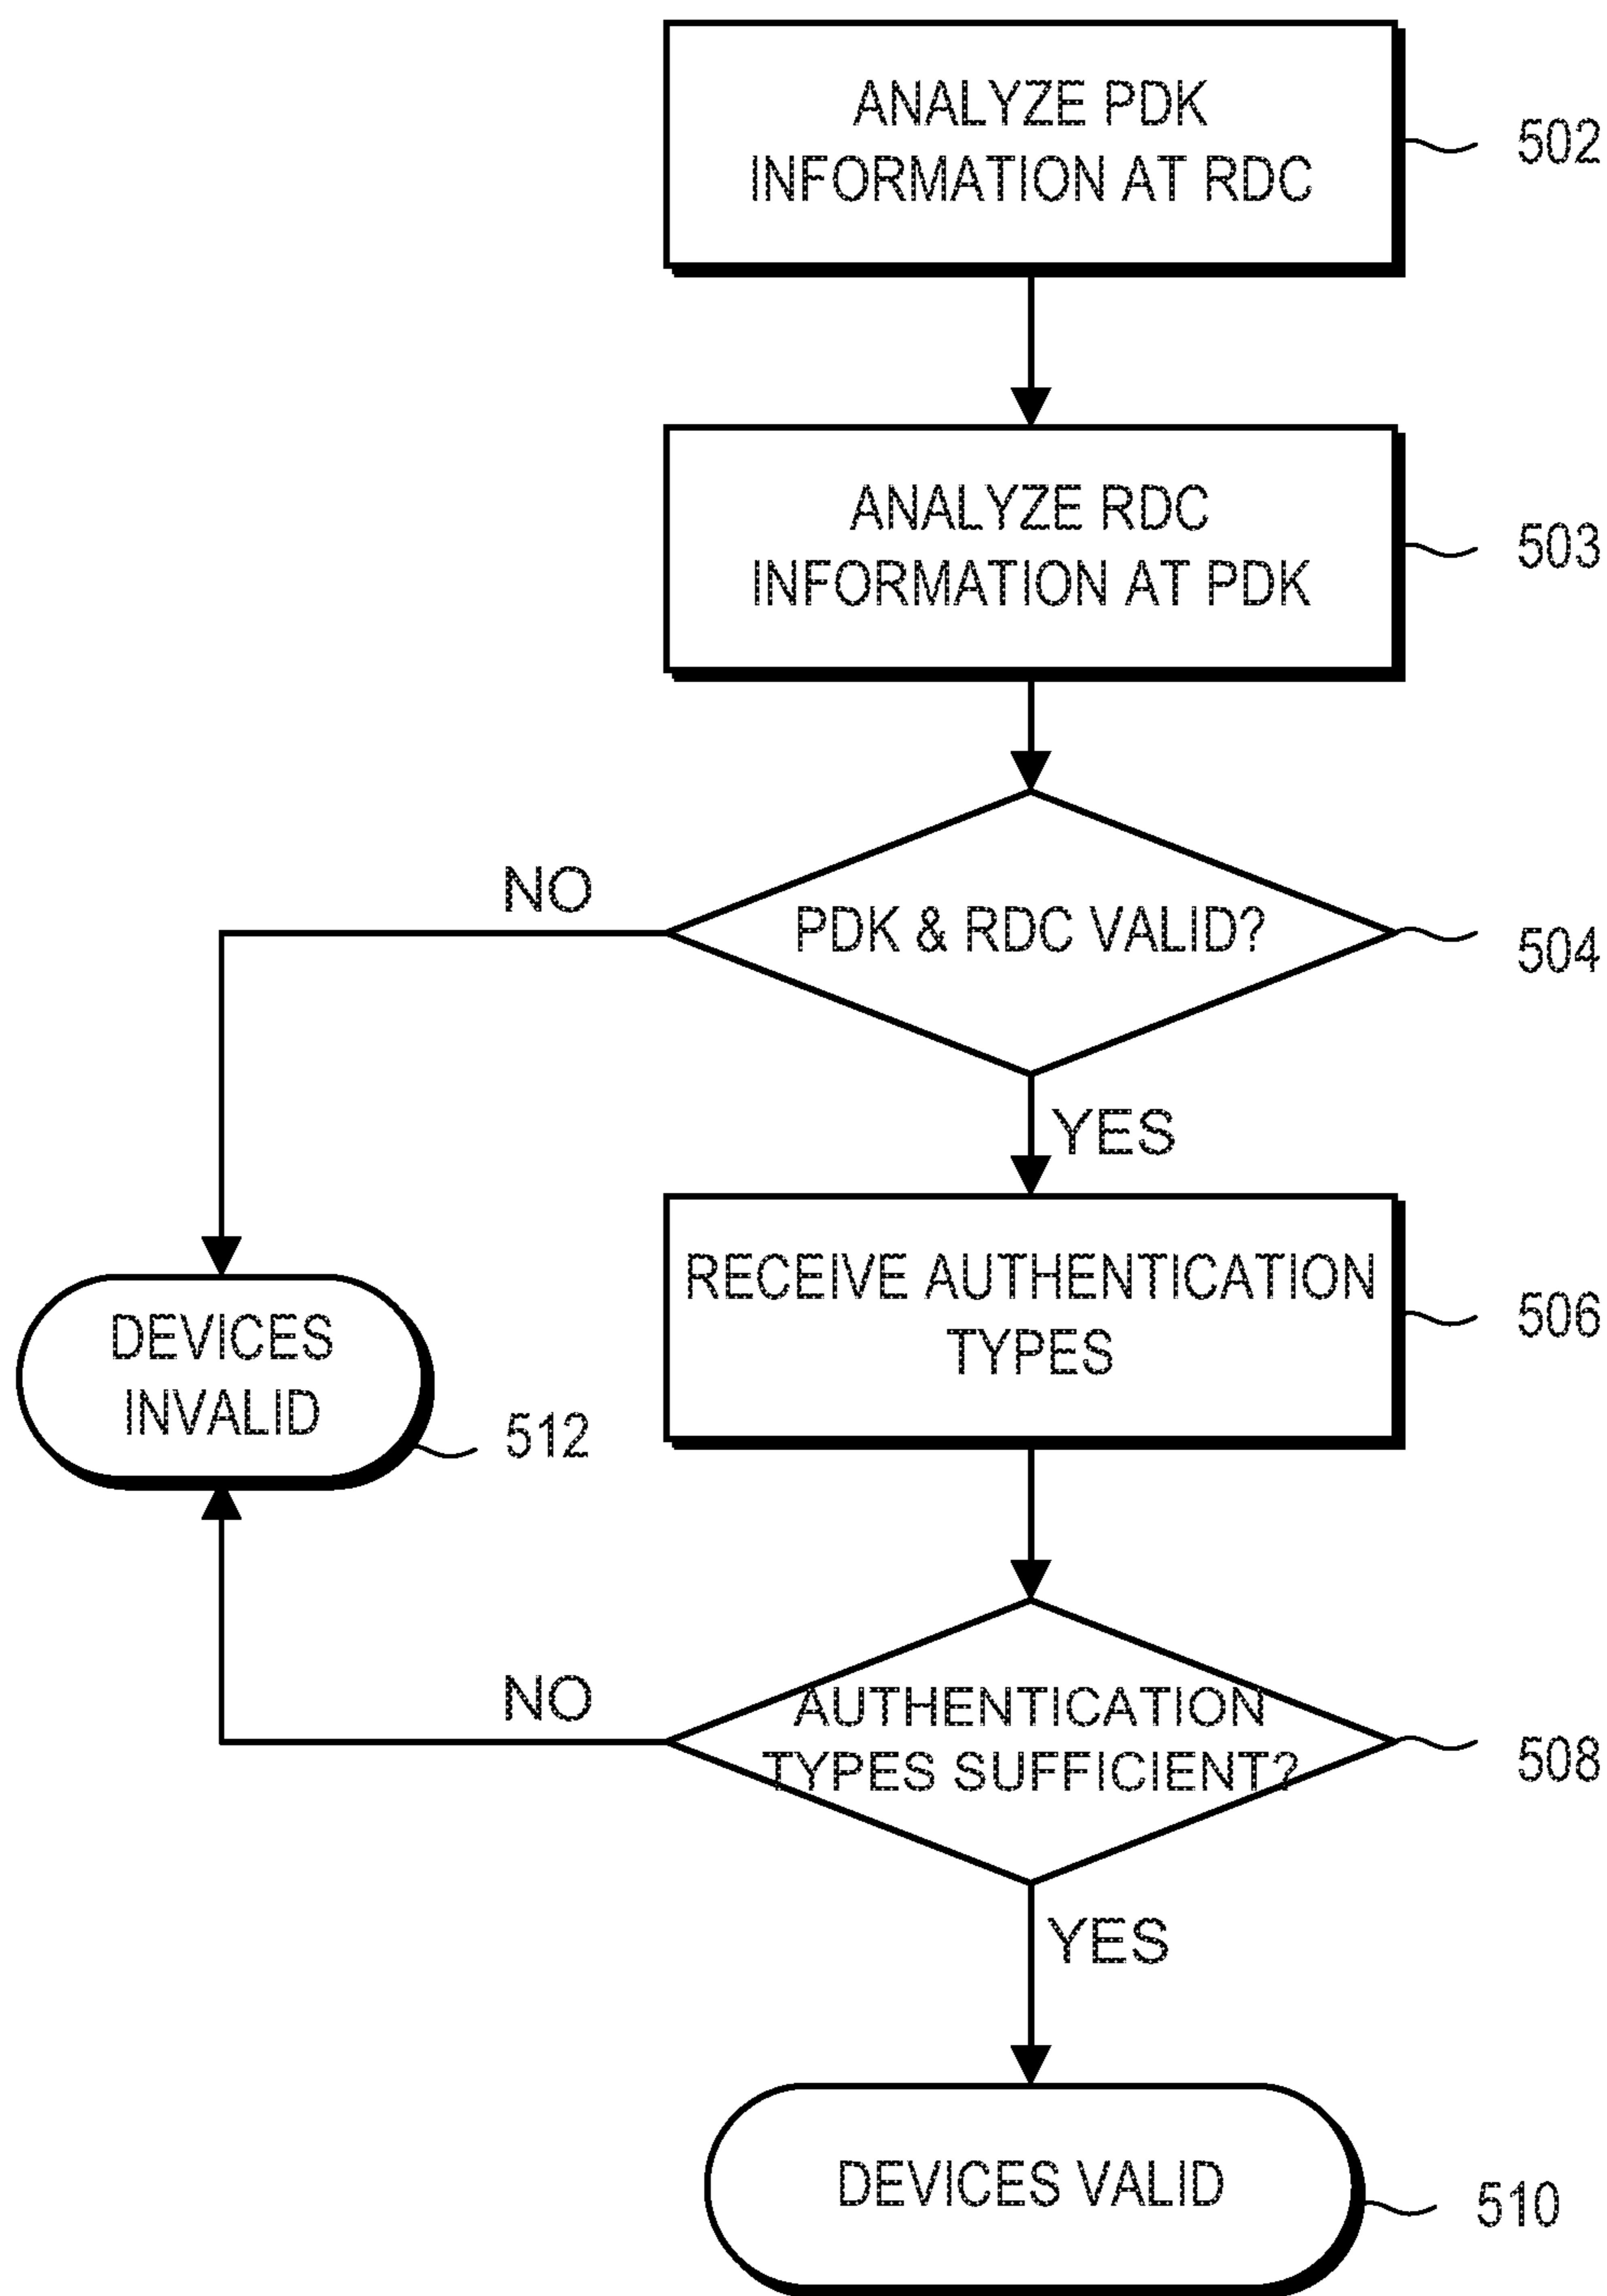 ANALYZE PDK
INFORMATION AT RDC
502
ANALYZE RDC
INFORMATION AT PDK
503
NO
PDK & RDC VALID?
504
YES
RECEIVE AUTHENTICATION
TYPES
506
DEVICES
INVALID
512
NO
AUTHENTICATION
TYPES SUFFICIENT?
508
YES
DEVICES VALID
510